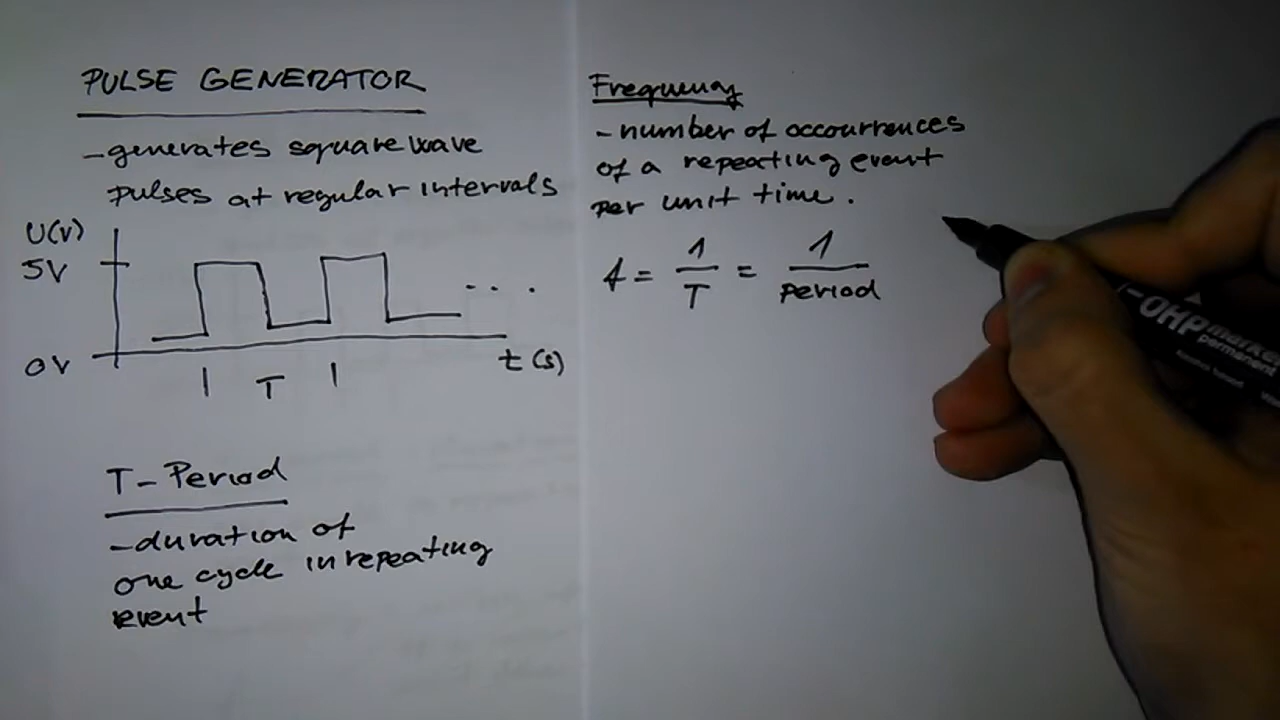 PULSE GENERATOR
- generates square wave
pulses at regular intervals
U(V)
5V
0V
t(s)
T
T - Period
- duration of
one cycle in repeating
event
Frequency
- number of occourrences
of a repeating event
per unit time.
f = 1/T = 1/Period
-OHP marker
permanent